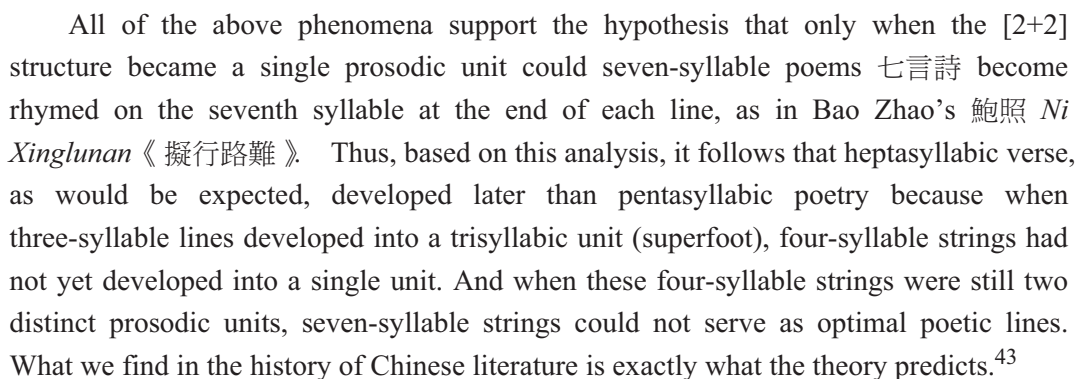 All of the above phenomena support the hypothesis that only when the [2+2]
structure became a single prosodic unit could seven-syllable poems 七言詩 become
rhymed on the seventh syllable at the end of each line, as in Bao Zhao’s 鮑照 Ni
Xinglunan《 擬行路難 》. Thus, based on this analysis, it follows that heptasyllabic verse,
as would be expected, developed later than pentasyllabic poetry because when
three-syllable lines developed into a trisyllabic unit (superfoot), four-syllable strings had
not yet developed into a single unit. And when these four-syllable strings were still two
distinct prosodic units, seven-syllable strings could not serve as optimal poetic lines.
What we find in the history of Chinese literature is exactly what the theory predicts.43